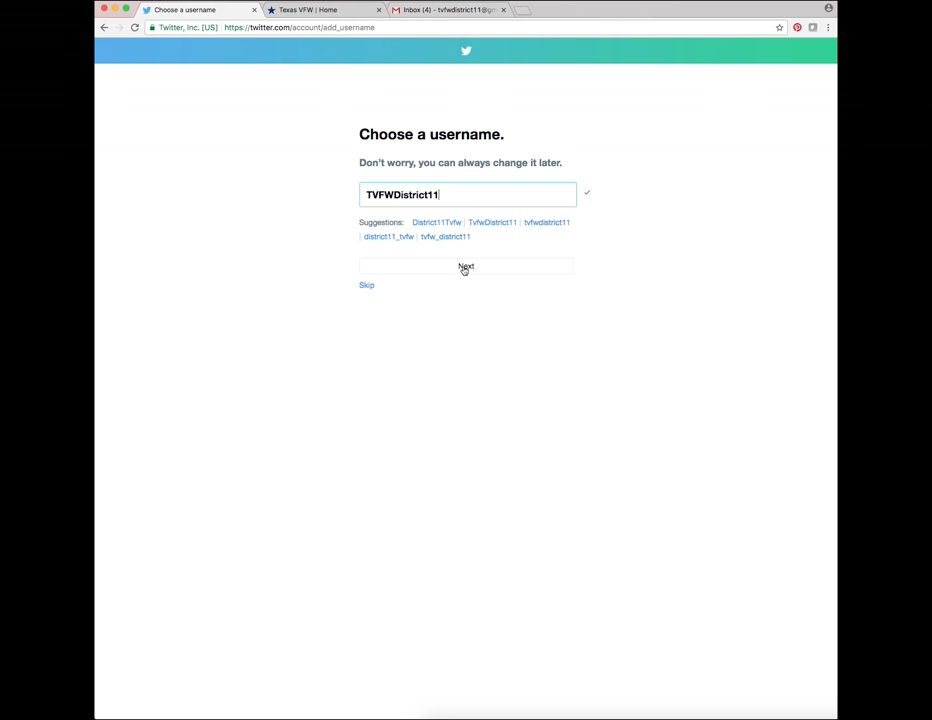 Choose a username
Texas VFW | Home
Inbox (4) - tvfwdistrict11@gm
Twitter, Inc. [US]
https://twitter.com/account/add_username
Choose a username.
Don't worry, you can always change it later.
TVFWDistrict11
Suggestions: District11Tvfw | TvfwDistrict11 | tvfwdistrict11
| district11_tvfw | tvfw_district11
Next
Skip